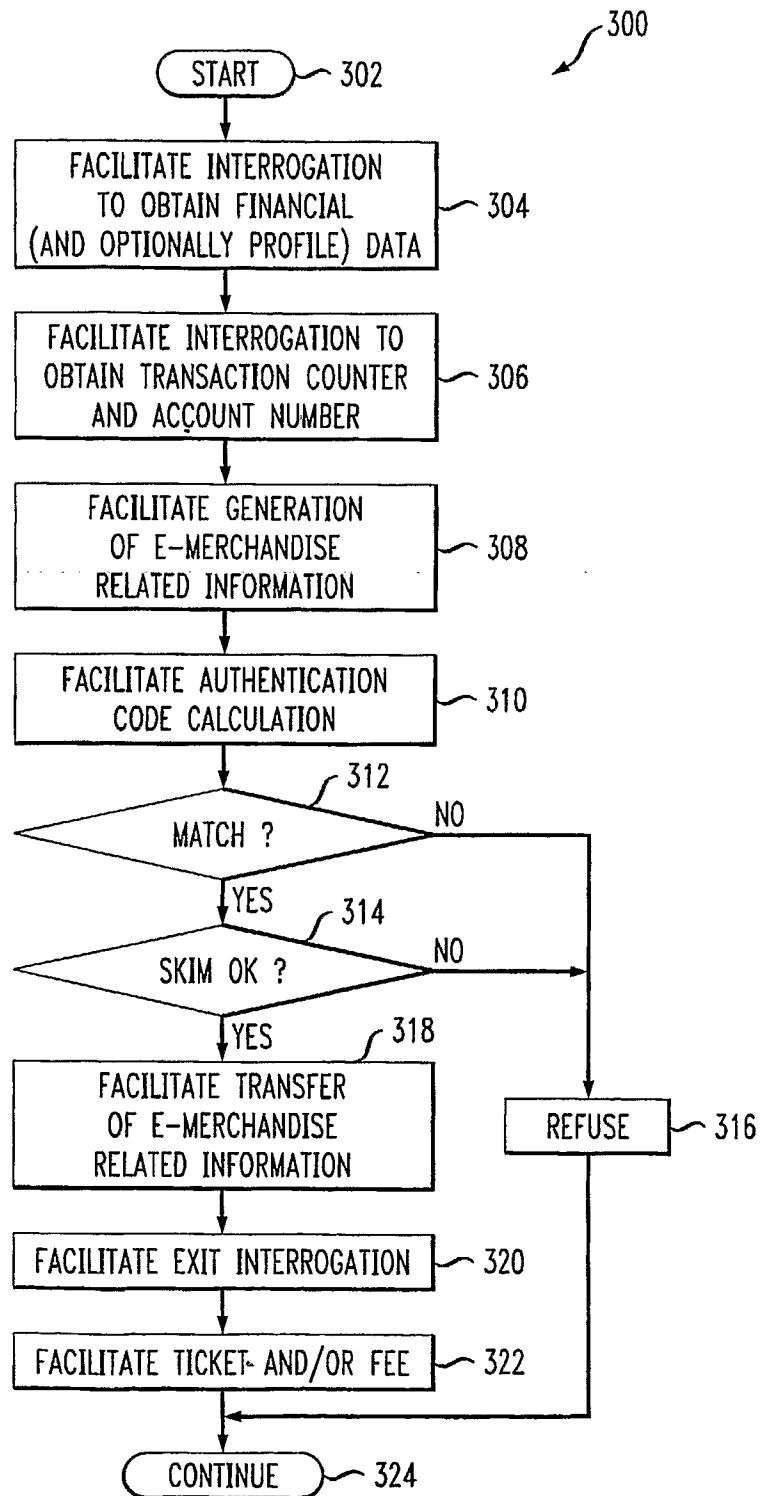 300
START
302
FACILITATE INTERROGATION
TO OBTAIN FINANCIAL
(AND OPTIONALLY PROFILE) DATA
304
FACILITATE INTERROGATION TO
OBTAIN TRANSACTION COUNTER
AND ACCOUNT NUMBER
306
FACILITATE GENERATION
OF E-MERCHANDISE
RELATED INFORMATION
308
FACILITATE AUTHENTICATION
CODE CALCULATION
310
312
MATCH ?
NO
YES
314
SKIM OK ?
NO
YES
318
FACILITATE TRANSFER
OF E-MERCHANDISE
RELATED INFORMATION
REFUSE
316
FACILITATE EXIT INTERROGATION
320
FACILITATE TICKET- AND/OR FEE
322
CONTINUE
324